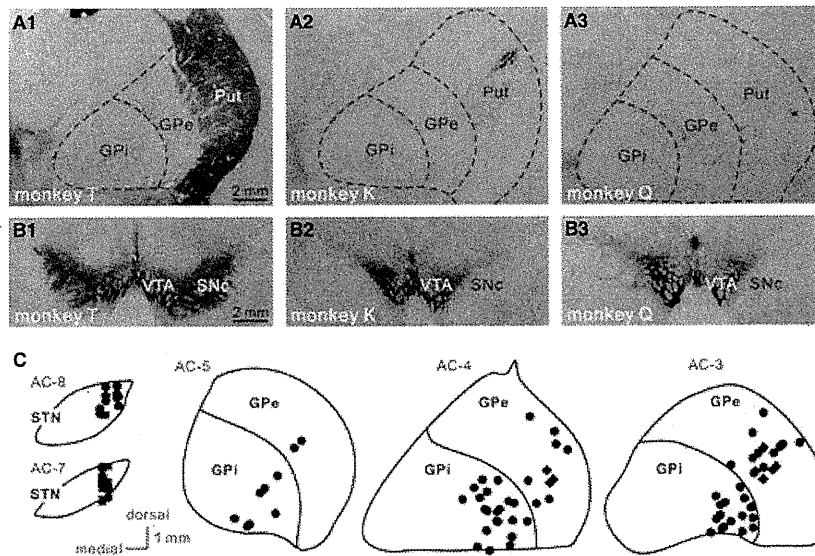 A1
Put
GPe
GPi
monkey T
2 mm
A2
Put
GPe
GPi
monkey K
A3
Put
GPe
GPi
monkey Q
B1
VTA SNc
monkey T
2 mm
B2
VTA SNc
monkey K
B3
VTA SNc
monkey Q
C
AC-8
STN
AC-7
STN
dorsal
medial 1 mm
AC-5
GPe
GPi
AC-4
GPe
GPi
AC-3
GPe
GPi